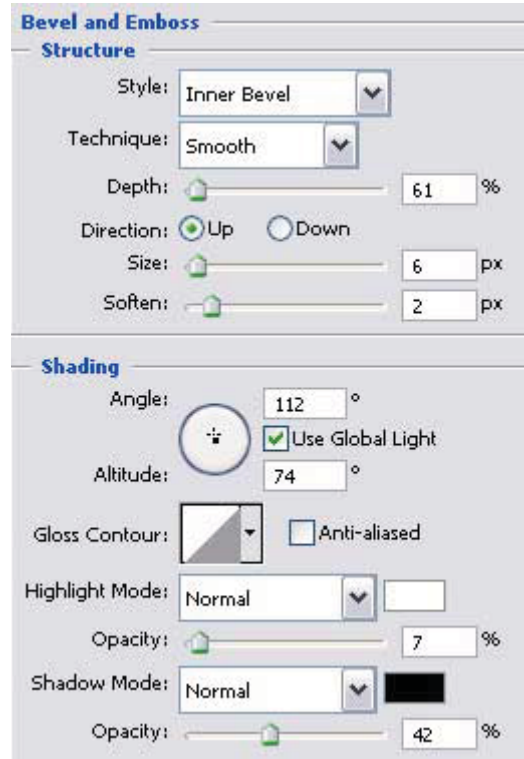 Bevel and Emboss
Structure
Style: Inner Bevel
Technique: Smooth
Depth: 61 %
Direction: Up Down
Size: 6 px
Soften: 2 px
Shading
Angle: 112 °
Use Global Light
Altitude: 74 °
Gloss Contour: Anti-aliased
Highlight Mode: Normal
Opacity: 7 %
Shadow Mode: Normal
Opacity: 42 %